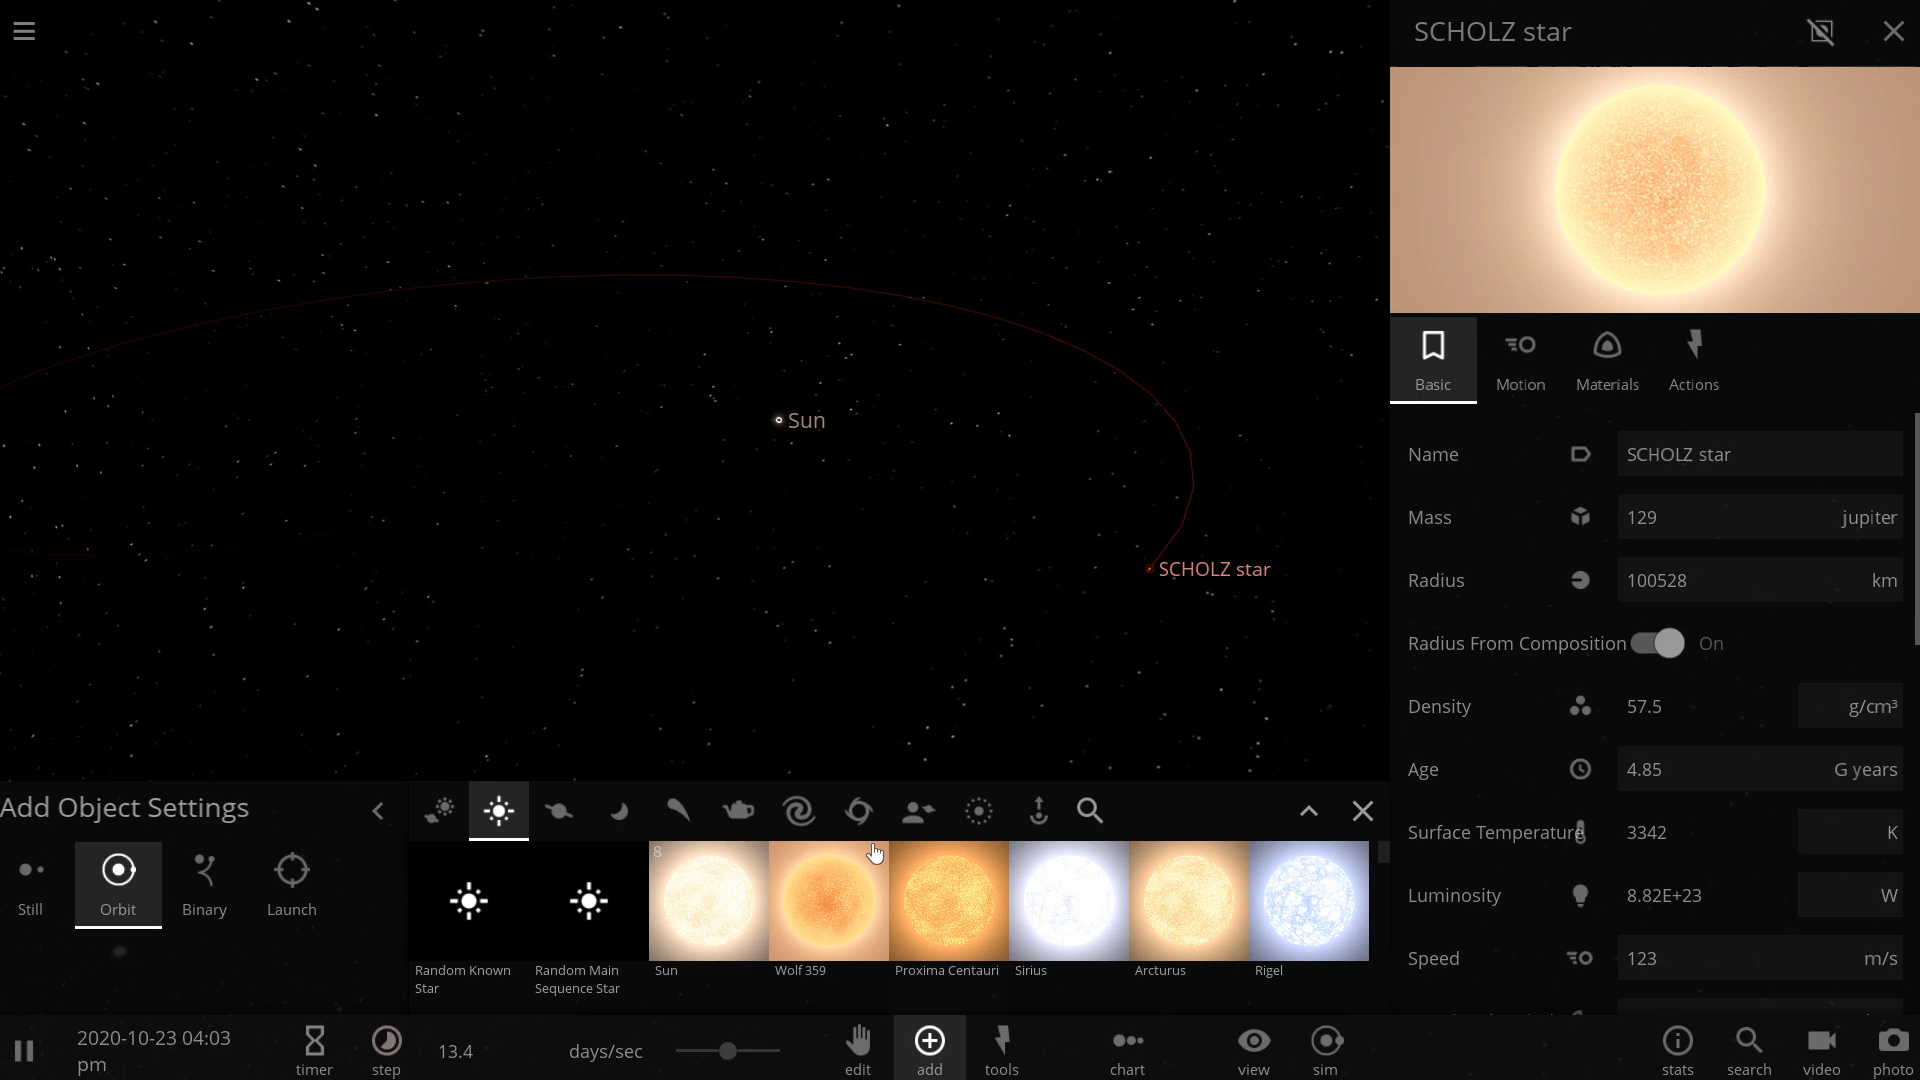 SCHOLZ star
Sun
SCHOLZ star
Basic
Motion
Materials
Actions
Name
SCHOLZ star
Mass
129
jupiter
Radius
100528
km
Radius From Composition
On
Density
57.5
g/cm³
Age
4.85
G years
Surface Temperature
3342
K
Luminosity
8.82E+23
W
Speed
123
m/s
Add Object Settings
Still
Orbit
Binary
Launch
8
Random Known
Star
Random Main
Sequence Star
Sun
Wolf 359
Proxima Centauri
Sirius
Arcturus
Rigel
2020-10-23 04:03
pm
timer
step
13.4
days/sec
edit
add
tools
chart
view
sim
stats
search
video
photo